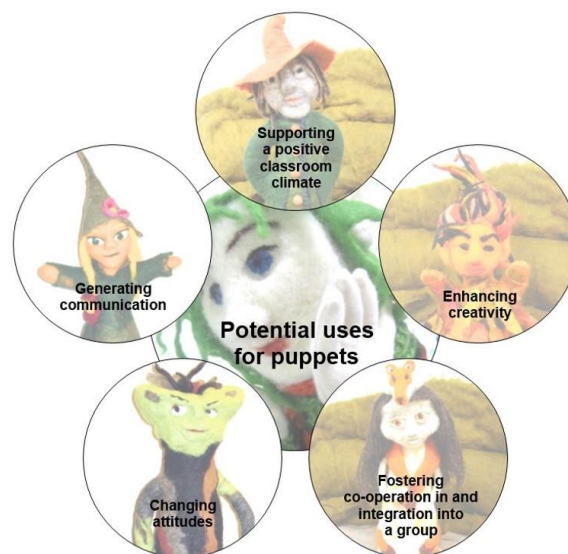 Supporting
a positive
classroom
climate
Generating
communication
Enhancing
creativity
Potential uses
for puppets
Changing
attitudes
Fostering
co-operation in and
integration into
a group